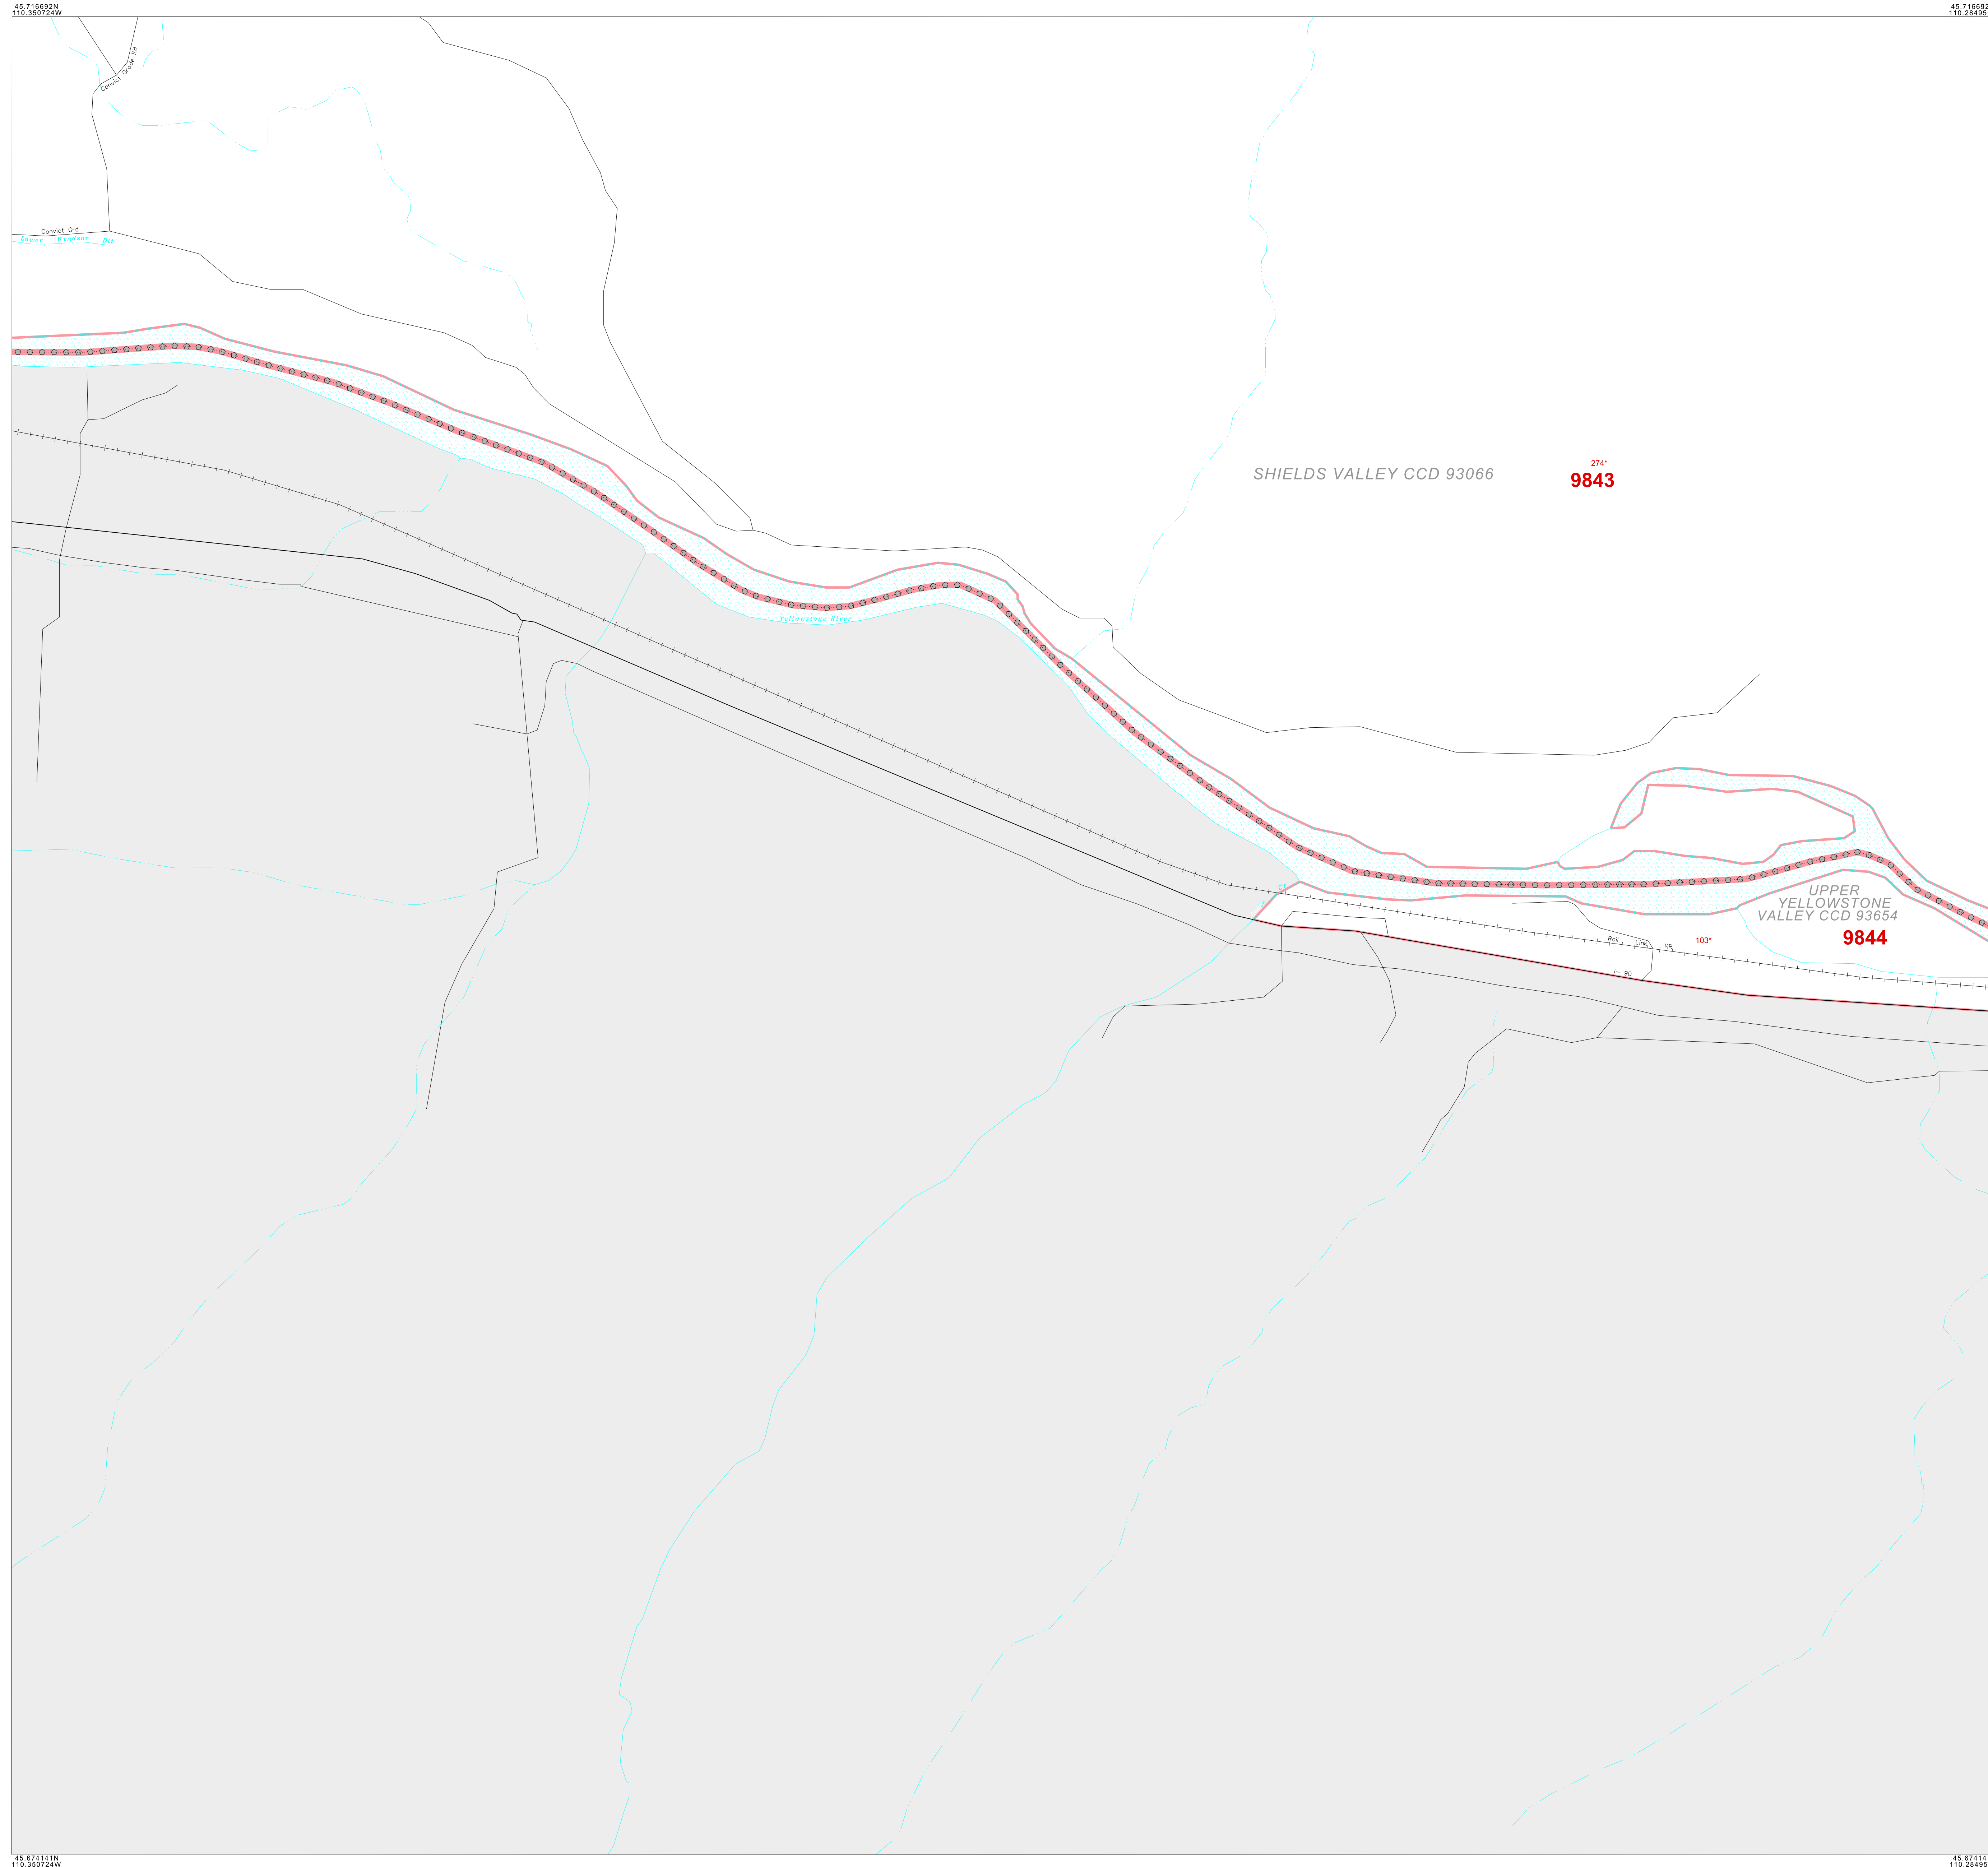 45.716692N
110.350724W
45.716692
110.28495
Convict Grade Rd
Convict Grd
Lower Windsor Dit
274*
SHIELDS VALLEY CCD 93066
9843
Yellowstone River
UPPER
YELLOWSTONE
VALLEY CCD 93654
9844
103*
Rail Link RR
I- 90
45.674141N
110.350724W
45.67414
110.28495